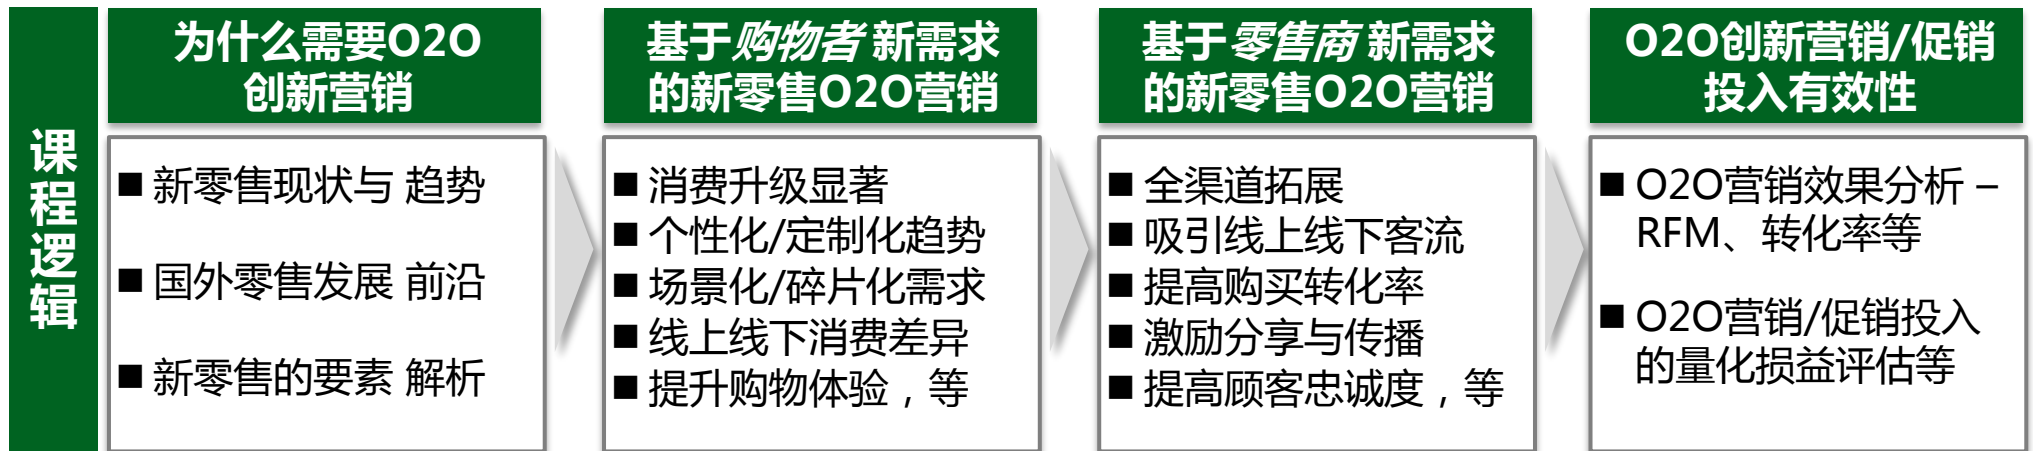 课程逻辑
为什么需要O2O
创新营销
■ 新零售现状与 趋势
■ 国外零售发展 前沿
■ 新零售的要素 解析
基于购物者 新需求
的新零售O2O营销
■ 消费升级显著
■ 个性化/定制化趋势
■ 场景化/碎片化需求
■ 线上线下消费差异
■ 提升购物体验，等
基于零售商 新需求
的新零售O2O营销
■ 全渠道拓展
■ 吸引线上线下客流
■ 提高购买转化率
■ 激励分享与传播
■ 提高顾客忠诚度，等
O2O创新营销/促销
投入有效性
■ O2O营销效果分析 –
RFM、转化率等
■ O2O营销/促销投入
的量化损益评估等